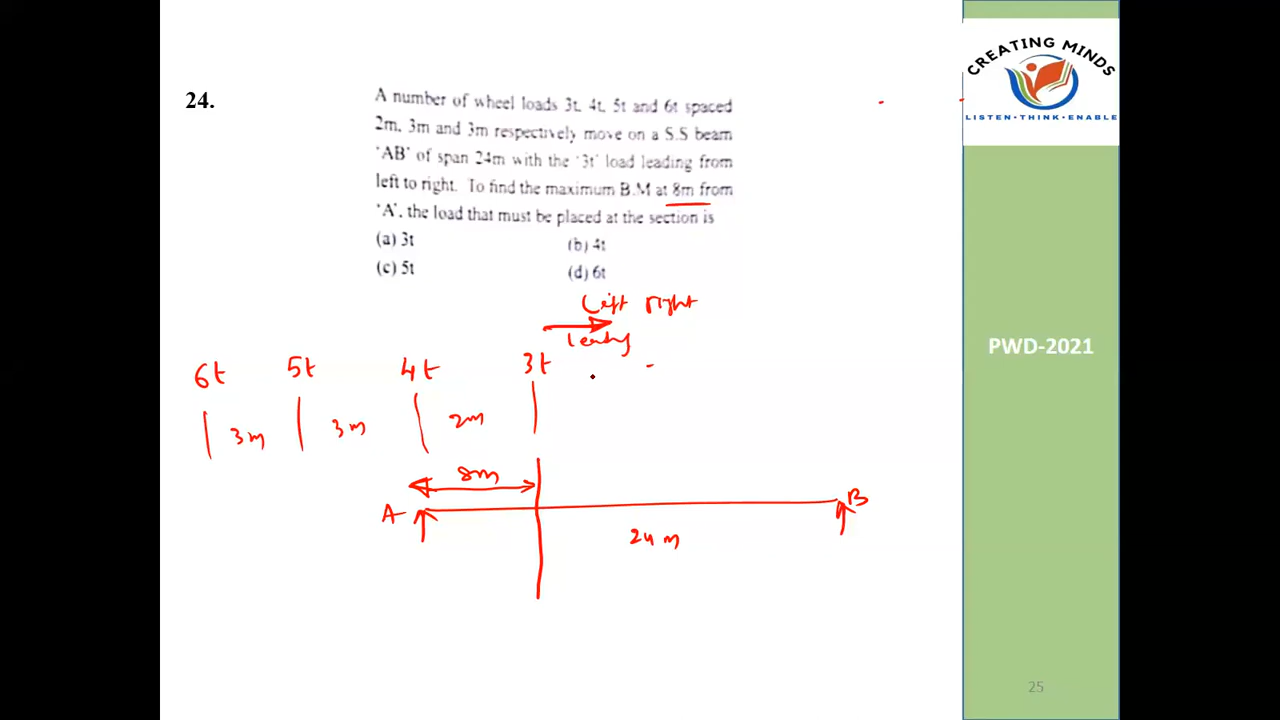 CREATING MINDS
LISTEN•THINK•ENABLE
24.
A number of wheel loads 3t, 4t, 5t and 6t spaced
2m, 3m and 3m respectively move on a S.S beam
'AB' of span 24m with the '3t' load leading from
left to right. To find the maximum B.M at 8m from
'A', the load that must be placed at the section is
(a) 3t (b) 4t
(c) 5t (d) 6t
Left right
leading
PWD-2021
6t 5t 4t 3t
3m 3m 2m
8m
A B
24 m
25